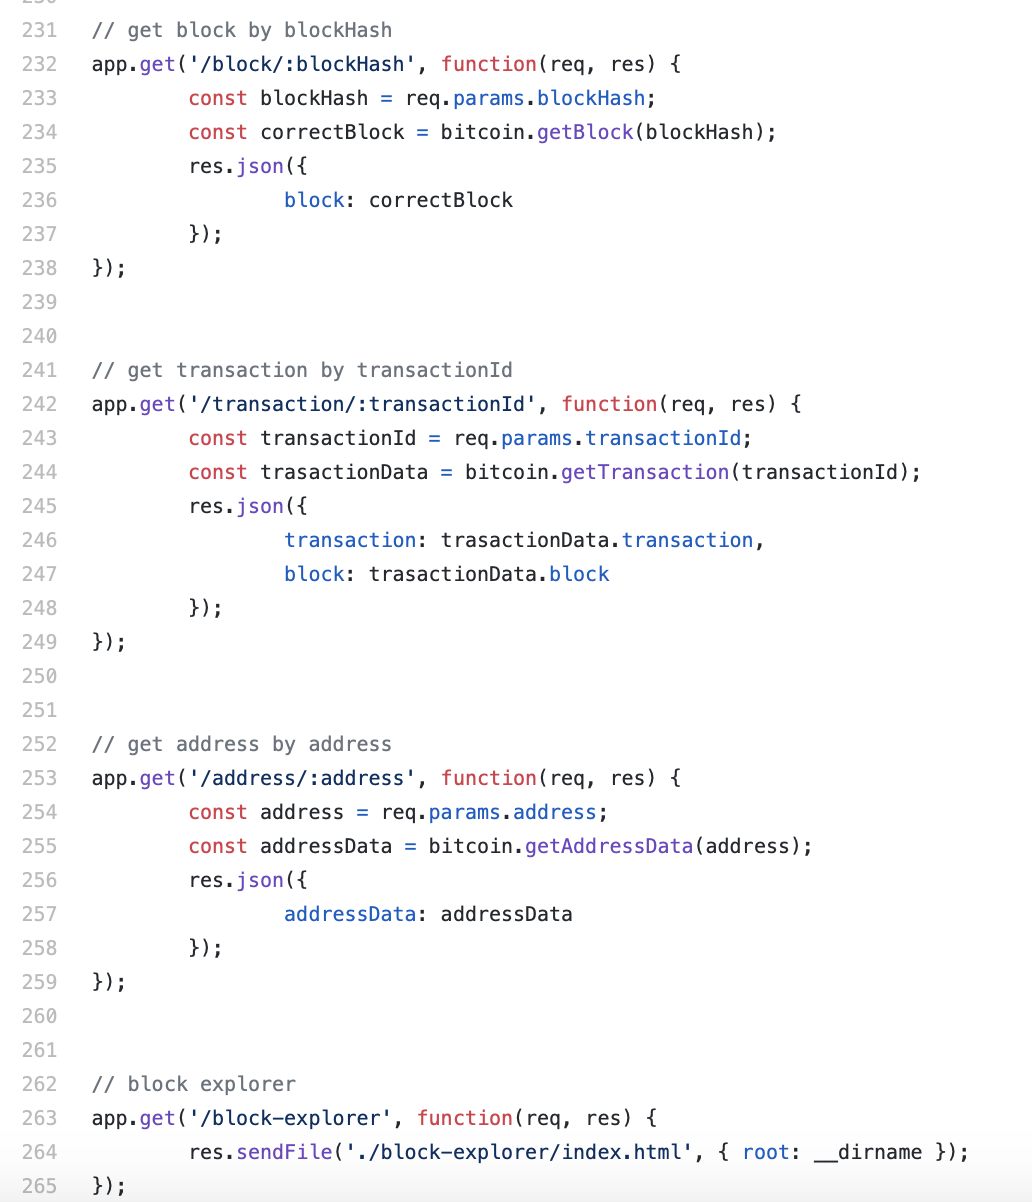 231 // get block by blockHash
232 app.get('/block/:blockHash', function(req, res) {
233 const blockHash = req.params.blockHash;
234 const correctBlock = bitcoin.getBlock(blockHash);
235 res.json({
236 block: correctBlock
237 });
238 });
239
240
241 // get transaction by transactionId
242 app.get('/transaction/:transactionId', function(req, res) {
243 const transactionId = req.params.transactionId;
244 const trasactionData = bitcoin.getTransaction(transactionId);
245 res.json({
246 transaction: trasactionData.transaction,
247 block: trasactionData.block
248 });
249 });
250
251
252 // get address by address
253 app.get('/address/:address', function(req, res) {
254 const address = req.params.address;
255 const addressData = bitcoin.getAddressData(address);
256 res.json({
257 addressData: addressData
258 });
259 });
260
261
262 // block explorer
263 app.get('/block-explorer', function(req, res) {
264 res.sendFile('./block-explorer/index.html', { root: __dirname });
265 });